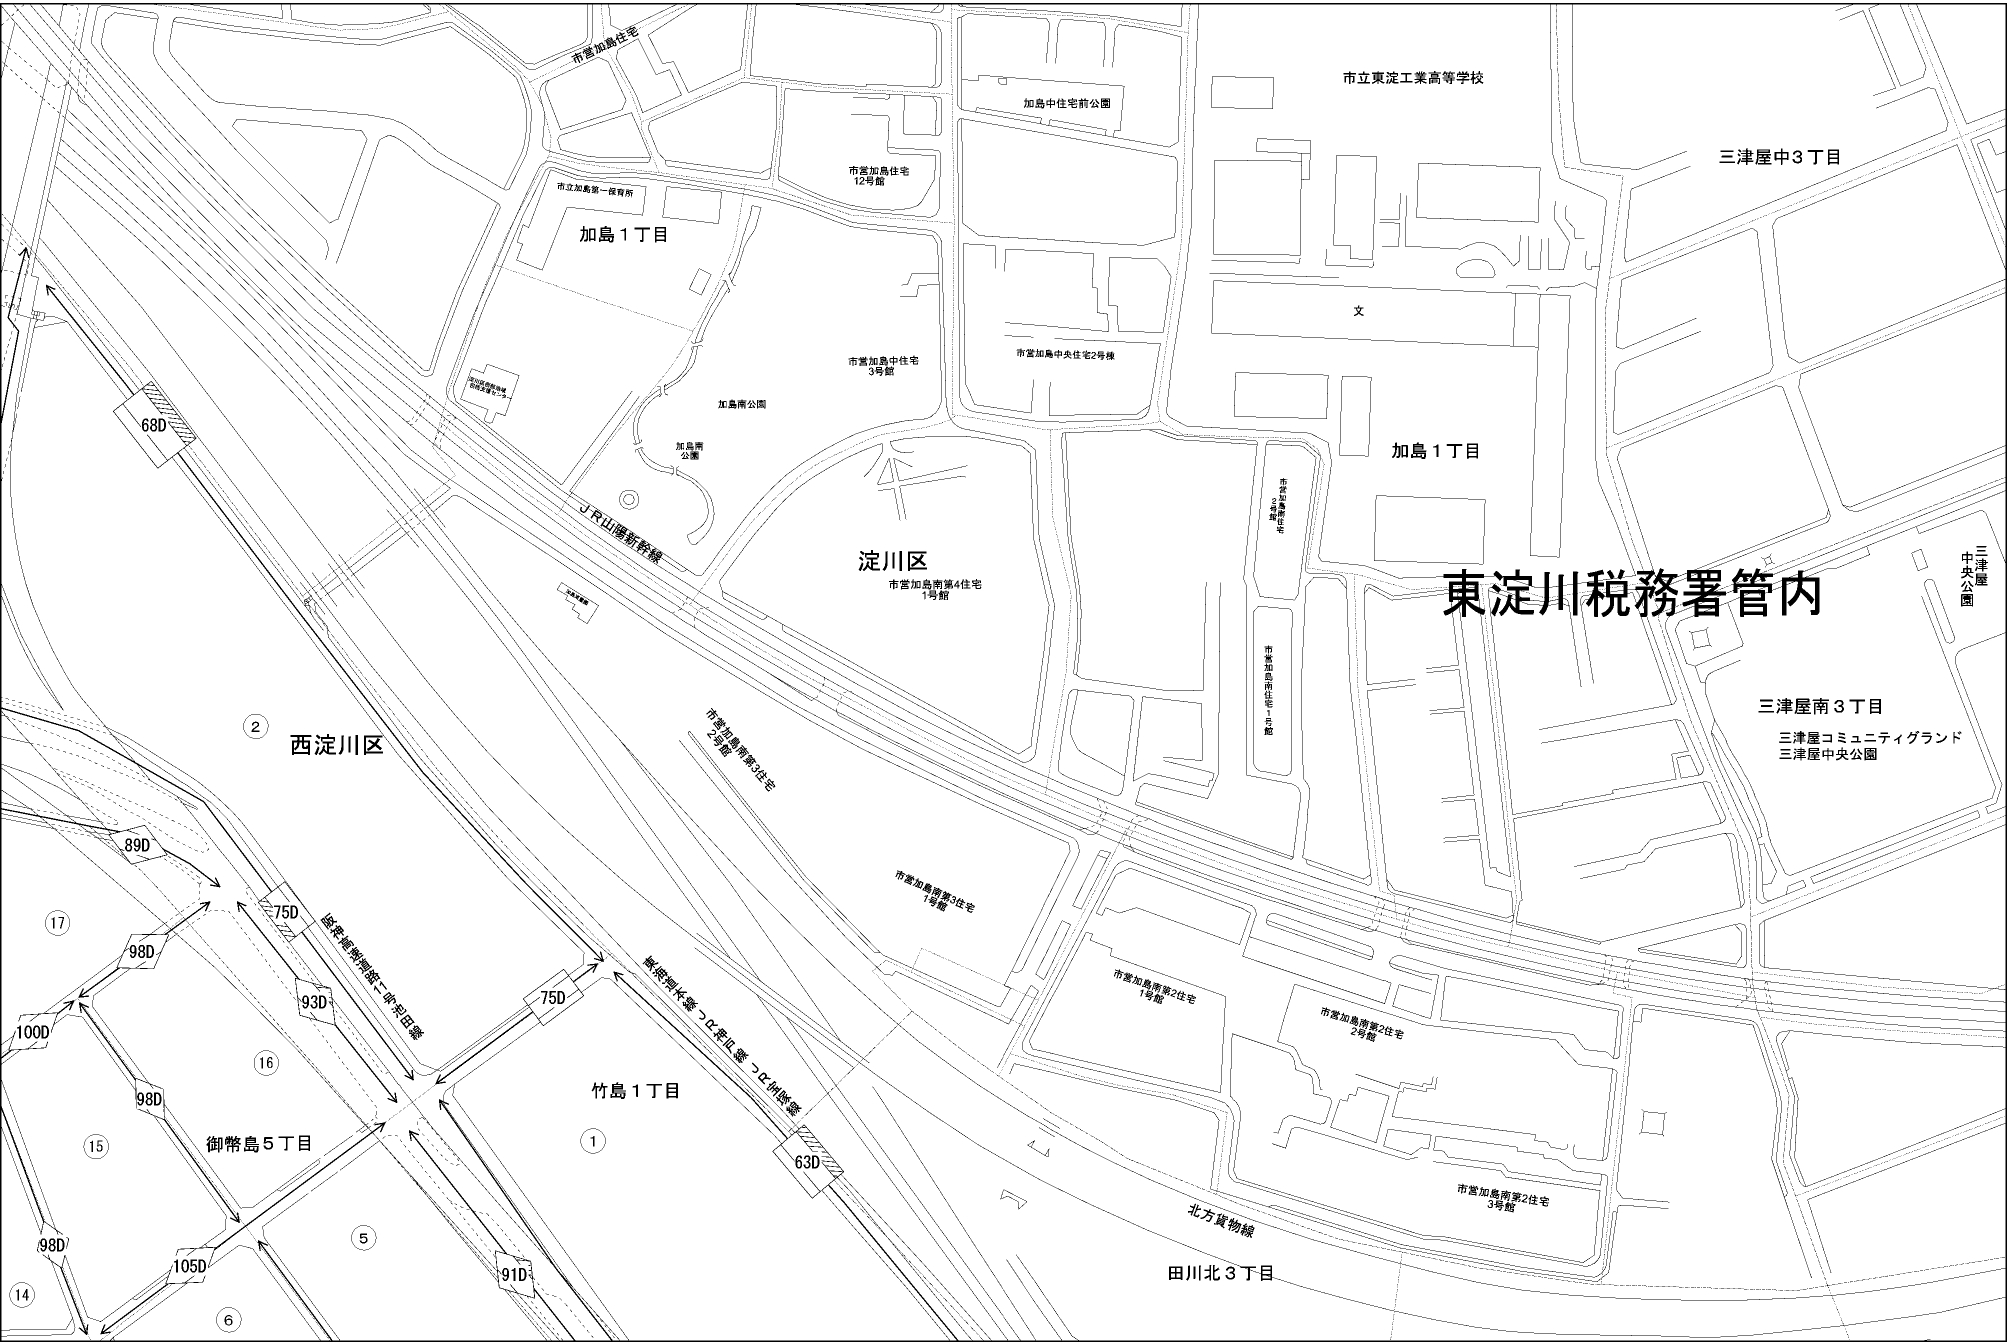 市営加島住宅
市立東淀工業高等学校
加島中住宅前公園
三津屋中3丁目
市営加島住宅
12号館
市立加島第一保育所
加島1丁目
文
市営加島中央住宅2号棟
市営加島中住宅
3号館
加島南公園
68D
加島南
公園
加島1丁目
市営加島南住宅
2号館
JR山陽新幹線
淀川区
市営加島南第4住宅
1号館
東淀川税務署管内
三津屋
中央公園
市営加島南住宅1号館
三津屋南3丁目
三津屋コミュニティグランド
三津屋中央公園
2
西淀川区
市営加島南第3住宅
2号館
89D
市営加島南第3住宅
1号館
75D
17
98D
阪神高速道路11号池田線
75D
93D
東海道本線JR神戸線JR宝塚線
市営加島南第2住宅
1号館
市営加島南第2住宅
2号館
100D
16
98D
竹島1丁目
1
15
御幣島5丁目
63D
市営加島南第2住宅
3号館
北方貨物線
5
98D
105D
91D
田川北3丁目
14
6